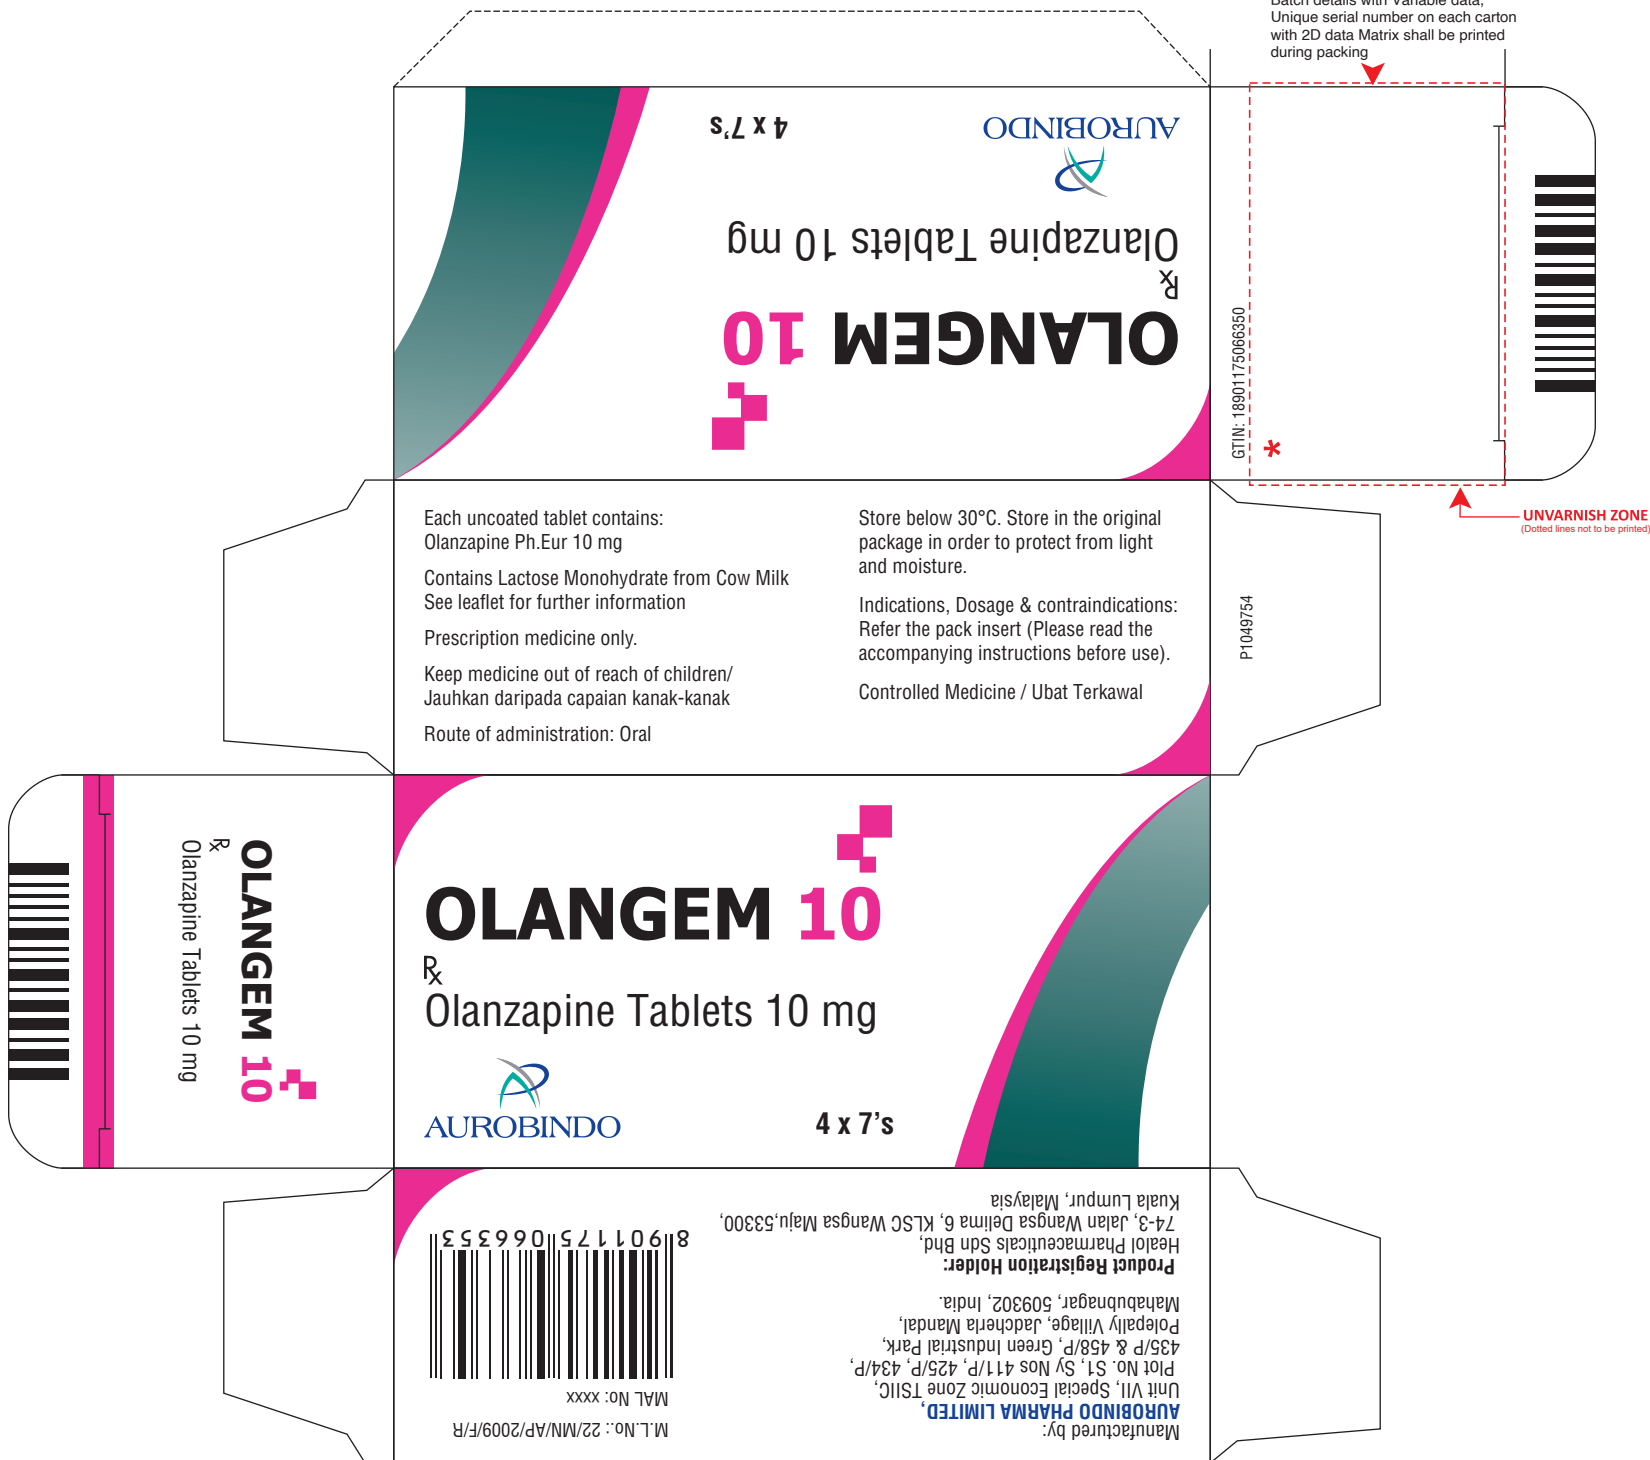 Batch details with Variable data,
Unique serial number on each carton
with 2D data Matrix shall be printed
during packing
4 x 7's
AUROBINDO
Olanzapine Tablets 10 mg
Rx
OLANGEM 10
GTIN: 18901175066350
*
UNVARNISH ZONE
(Dotted lines not to be printed)
Each uncoated tablet contains:
Olanzapine Ph.Eur 10 mg
Contains Lactose Monohydrate from Cow Milk
See leaflet for further information
Prescription medicine only.
Keep medicine out of reach of children/
Jauhkan daripada capaian kanak-kanak
Route of administration: Oral
Store below 30°C. Store in the original
package in order to protect from light
and moisture.
Indications, Dosage & contraindications:
Refer the pack insert (Please read the
accompanying instructions before use).
Controlled Medicine / Ubat Terkawal
P1049754
OLANGEM 10
Rx
Olanzapine Tablets 10 mg
OLANGEM 10
Rx
Olanzapine Tablets 10 mg
AUROBINDO
4 x 7's
Manufactured by:
AUROBINDO PHARMA LIMITED,
Unit VII, Special Economic Zone TSIIC,
Plot No. S1, Sy Nos 411/P, 425/P, 434/P,
435/P & 458/P, Green Industrial Park,
Polepally Village, Jadcherla Mandal,
Mahabubnagar, 509302, India.
Product Registration Holder:
Healol Pharmaceuticals Sdn Bhd,
74-3, Jalan Wangsa Delima 6, KLSC Wangsa Maju,53300,
Kuala Lumpur, Malaysia
M.L.No.: 22/MN/AP/2009/F/R
MAL No: xxxx
8 901175 066353